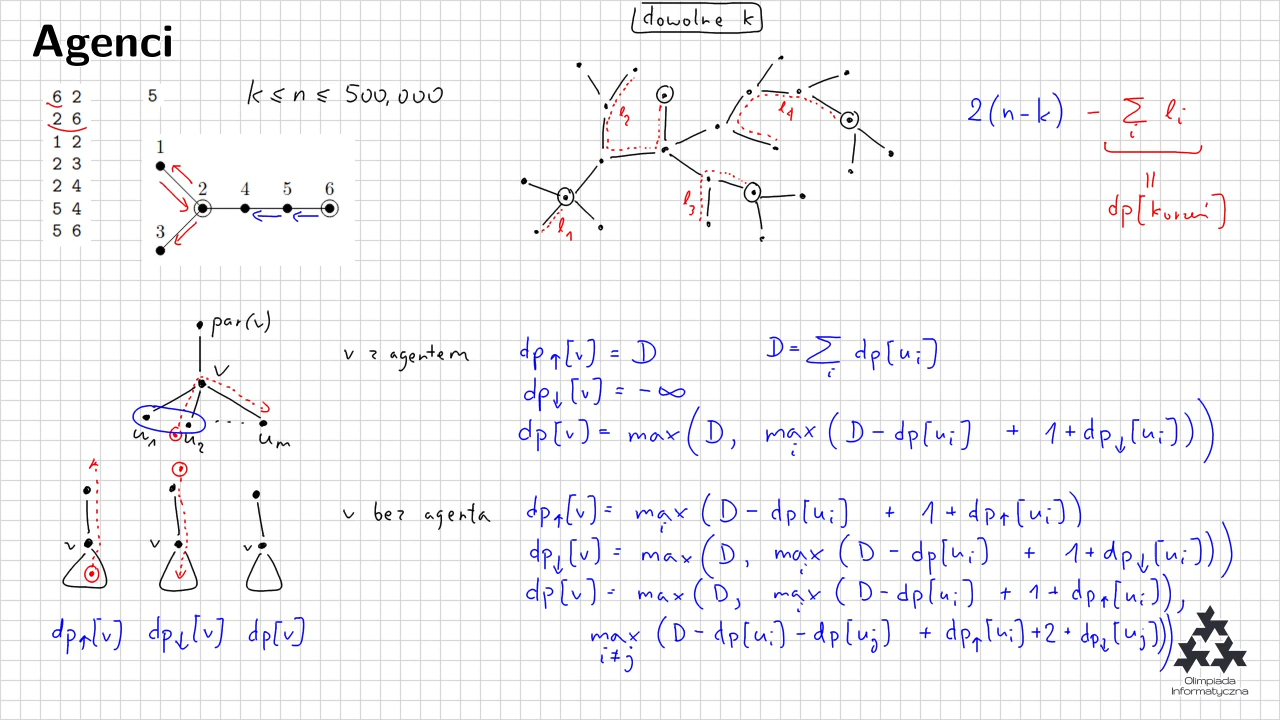 dowolne k
Agenci
6 2
2 6
1 2
2 3
2 4
5 4
5 6
5
k ≤ n ≤ 500,000
1
2 4 5 6
3
l₂
l₄
l₃
l₁
2(n-k) - Σᵢ lᵢ
=
dp[korzeń]
par(v)
v
u₁ u₂ .... uₘ
v z agentem
dp↑[v] = D
D = Σᵢ dp[uᵢ]
dp↓[v] = -∞
dp[v] = max(D, maxᵢ (D - dp[uᵢ] + 1 + dp↓[uᵢ]))
v bez agenta
dp↑[v] = maxᵢ (D - dp[uᵢ] + 1 + dp↑[uᵢ])
dp↓[v] = max(D, maxᵢ (D - dp[uᵢ] + 1 + dp↓[uᵢ]))
dp[v] = max(D, maxᵢ (D - dp[uᵢ] + 1 + dp↑[uᵢ]),
max i≠j (D - dp[uᵢ] - dp[uⱼ] + dp↑[uᵢ] + 2 + dp↓[uⱼ]))
v v v
dp↑[v] dp↓[v] dp[v]
Olimpiada
Informatyczna